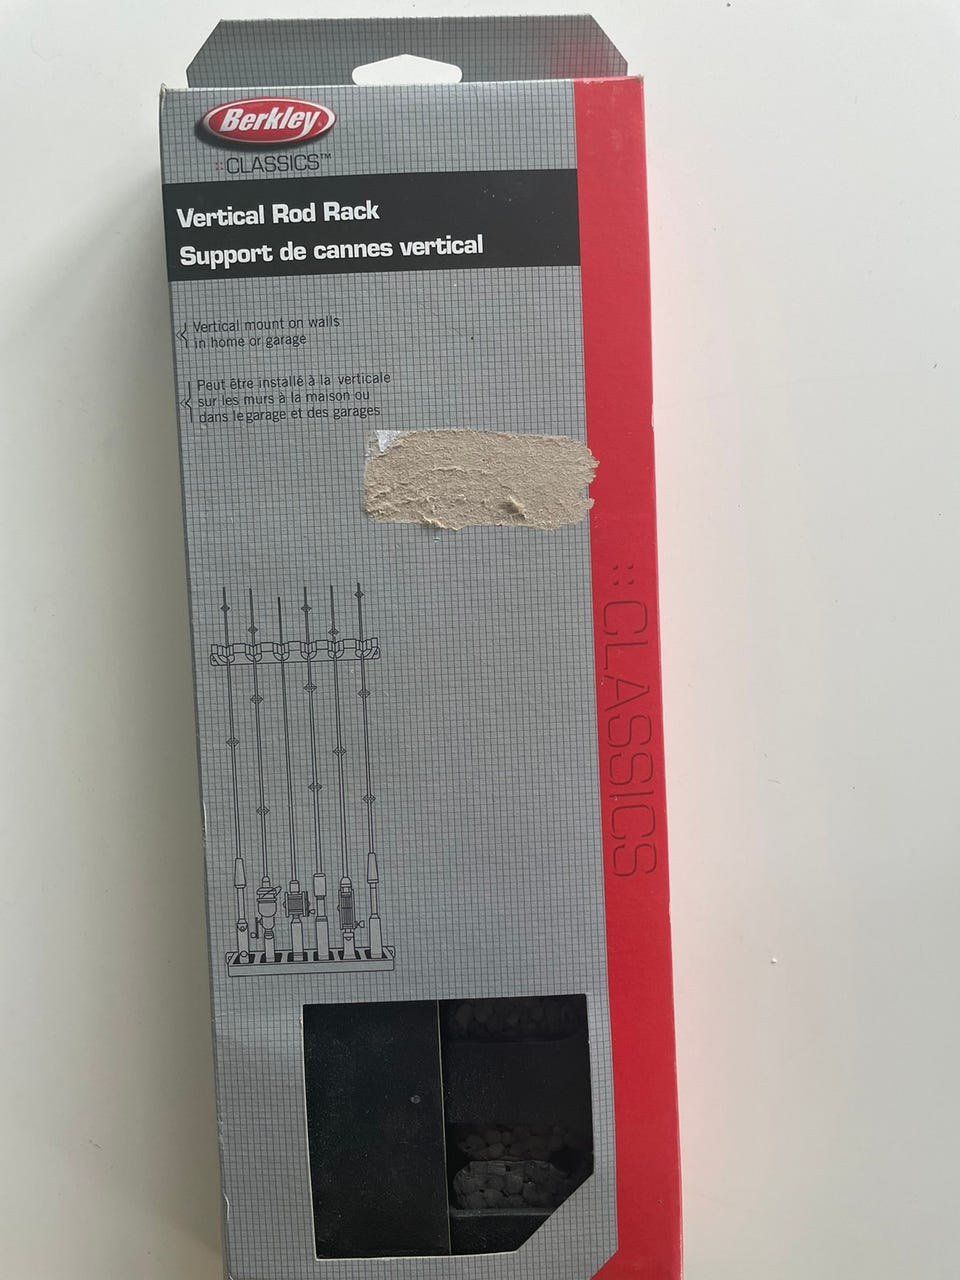 Berkley
::CLASSICS™
Vertical Rod Rack
Support de cannes vertical
Vertical mount on walls
in home or garage
Peut être installé à la verticale
sur les murs à la maison ou
dans le garage et des garages
::CLASSICS